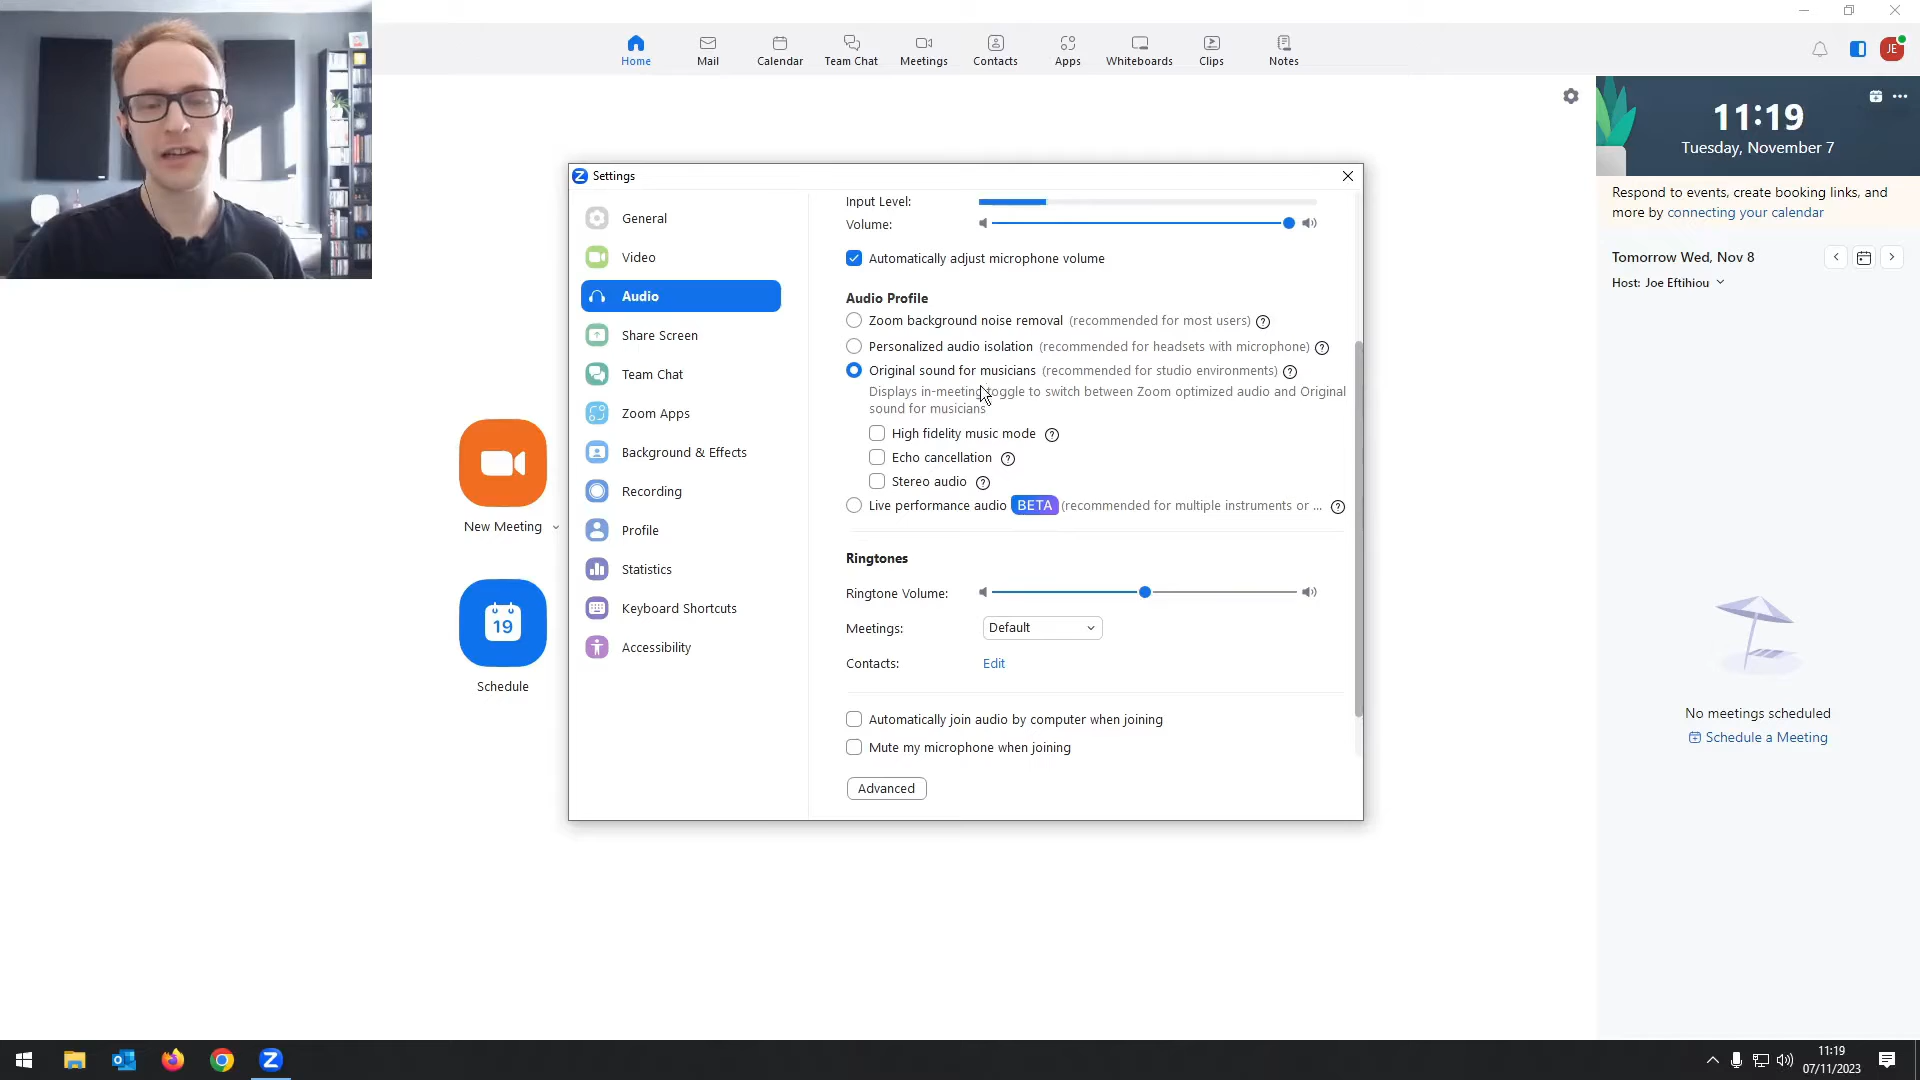 Home
Mail
Calendar
Team Chat
Meetings
Contacts
Apps
Whiteboards
Clips
Notes
JE
11:19
Tuesday, November 7
Respond to events, create booking links, and
more by connecting your calendar
Tomorrow Wed, Nov 8
Host: Joe Eftihiou
No meetings scheduled
Schedule a Meeting
New Meeting
19
Schedule
Z Settings
General
Video
Audio
Share Screen
Team Chat
Zoom Apps
Background & Effects
Recording
Profile
Statistics
Keyboard Shortcuts
Accessibility
Input Level:
Volume:
Automatically adjust microphone volume
Audio Profile
Zoom background noise removal (recommended for most users) ?
Personalized audio isolation (recommended for headsets with microphone) ?
Original sound for musicians (recommended for studio environments) ?
Displays in-meeting toggle to switch between Zoom optimized audio and Original
sound for musicians
High fidelity music mode ?
Echo cancellation ?
Stereo audio ?
Live performance audio BETA (recommended for multiple instruments or ... ?
Ringtones
Ringtone Volume:
Meetings: Default
Contacts: Edit
Automatically join audio by computer when joining
Mute my microphone when joining
Advanced
Z
11:19
07/11/2023